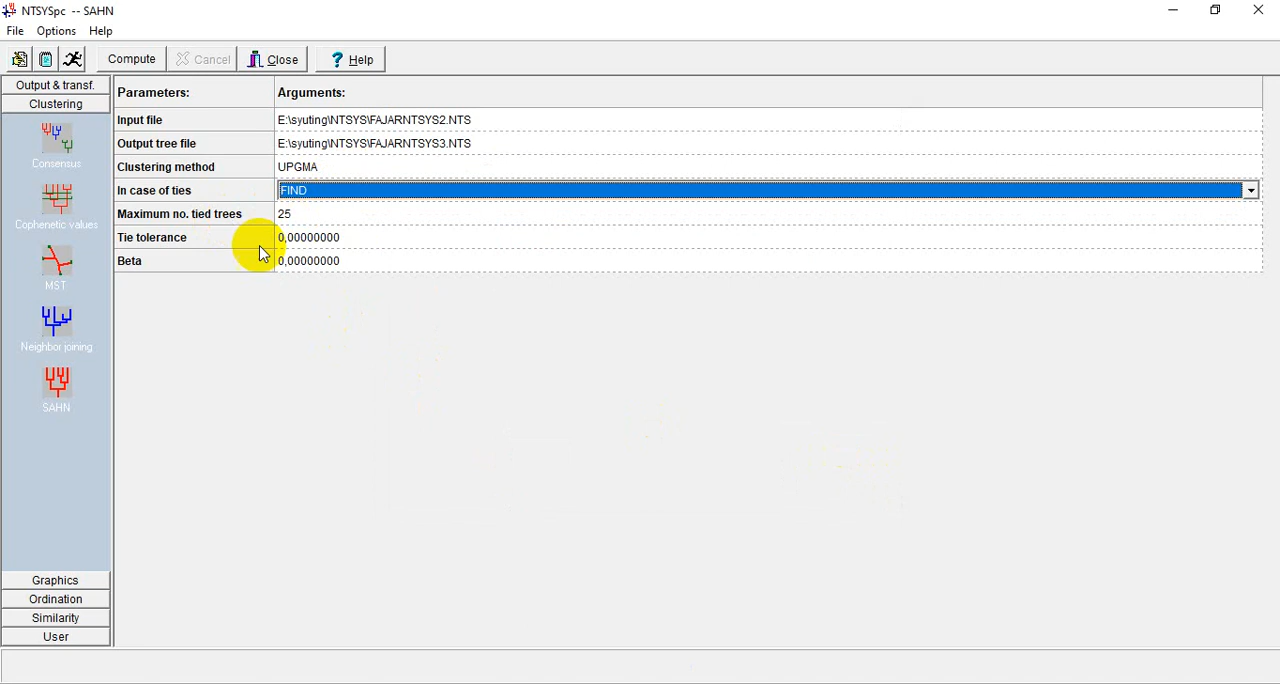 NTSYSpc -- SAHN
File Options Help
Compute Cancel Close ? Help
Output & transf.
Clustering
Consensus
Cophenetic values
MST
Neighbor joining
SAHN
Graphics
Ordination
Similarity
User
Parameters: Arguments:
Input file E:\syuting\NTSYS\FAJARNTSYS2.NTS
Output tree file E:\syuting\NTSYS\FAJARNTSYS3.NTS
Clustering method UPGMA
In case of ties FIND
Maximum no. tied trees 25
Tie tolerance 0,00000000
Beta 0,00000000